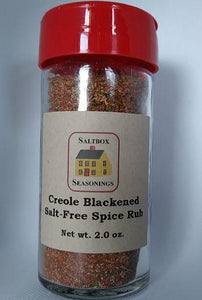 SALTBOX
SEASONINGS
Creole Blackened
Salt-Free Spice Rub
Net wt. 2.0 oz.